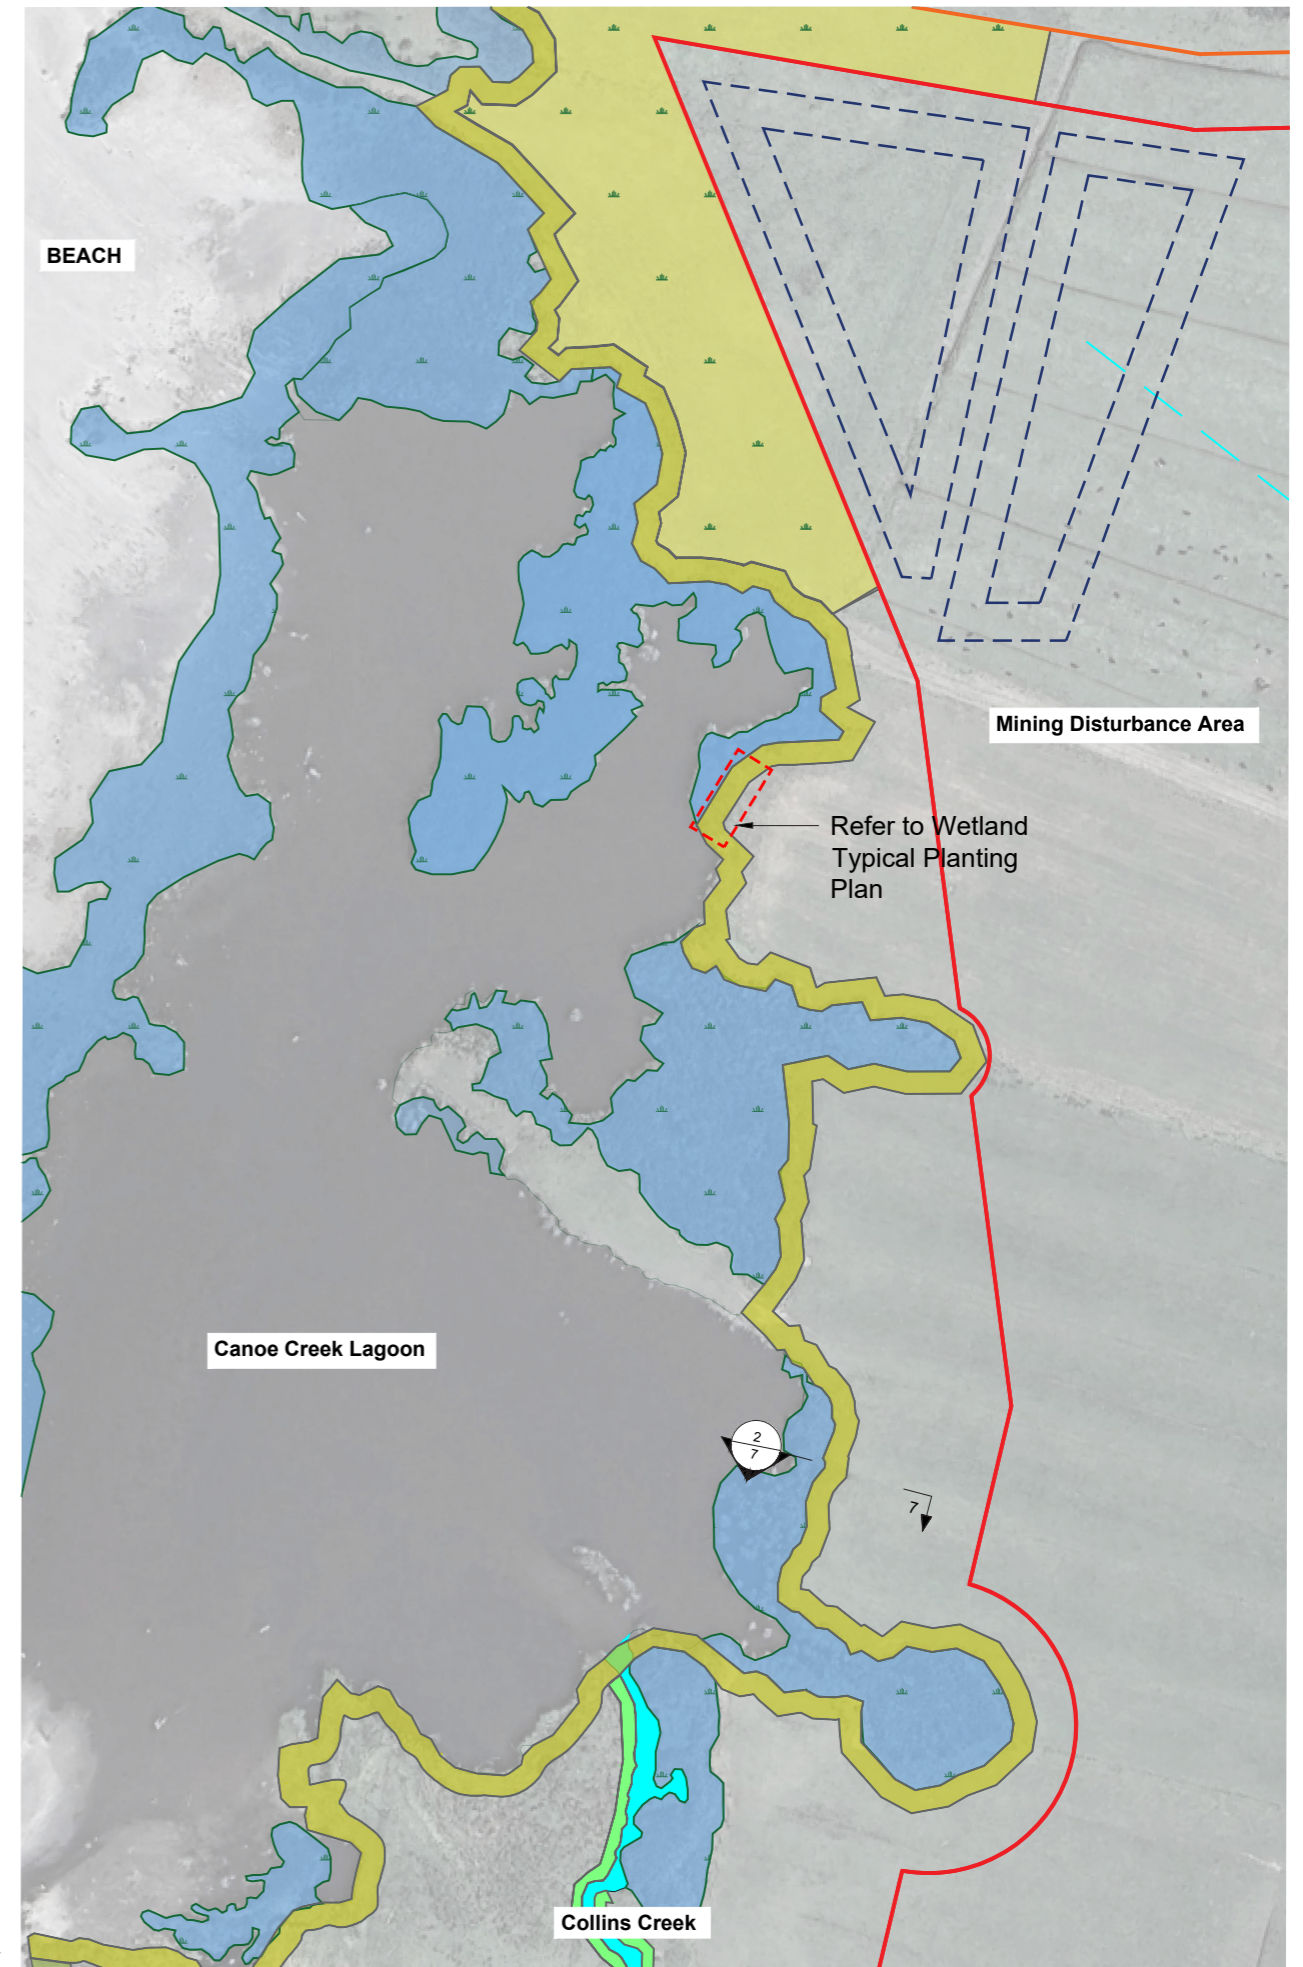 BEACH
Mining Disturbance Area
Refer to Wetland
Typical Planting
Plan
Canoe Creek Lagoon
2
7
7
Collins Creek